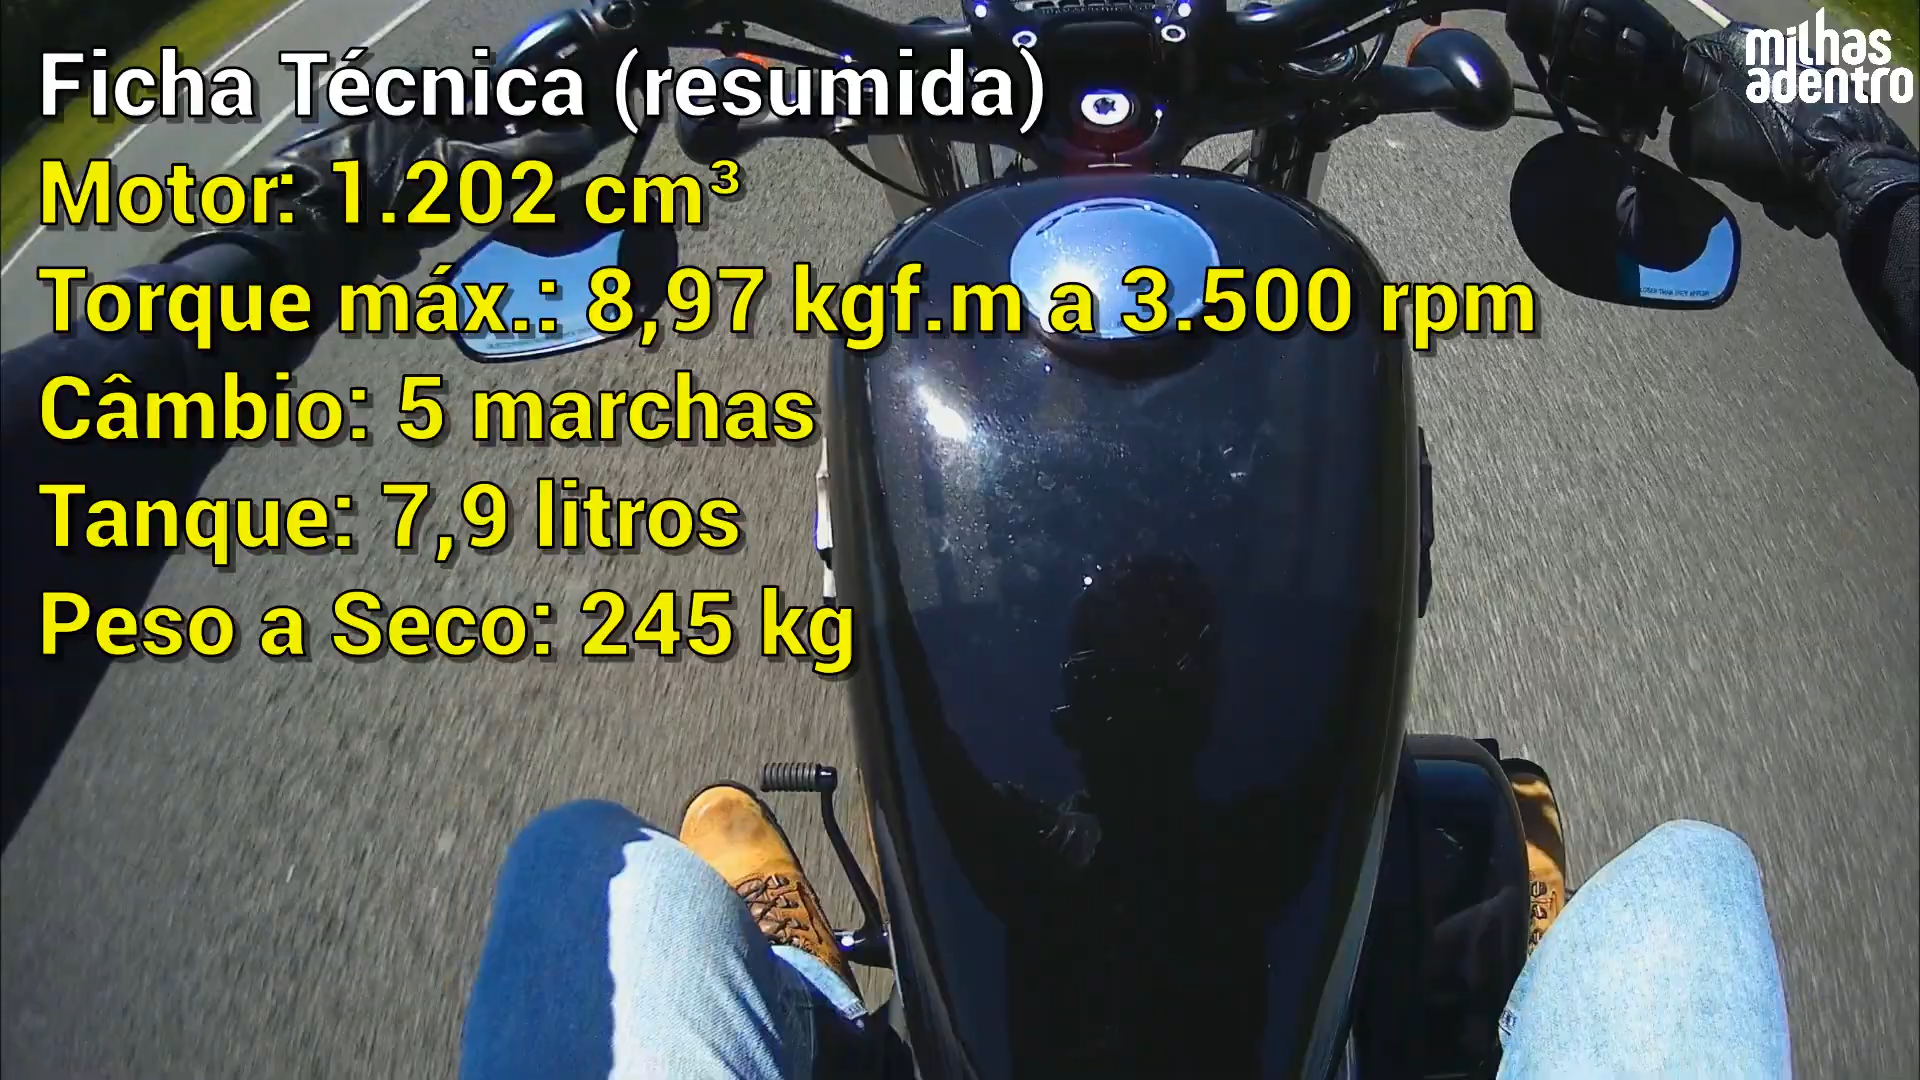 Ficha Técnica (resumida)
milhas
adentro
Motor: 1.202 cm³
Torque máx.: 8,97 kgf.m a 3.500 rpm
Câmbio: 5 marchas
Tanque: 7,9 litros
Peso a Seco: 245 kg